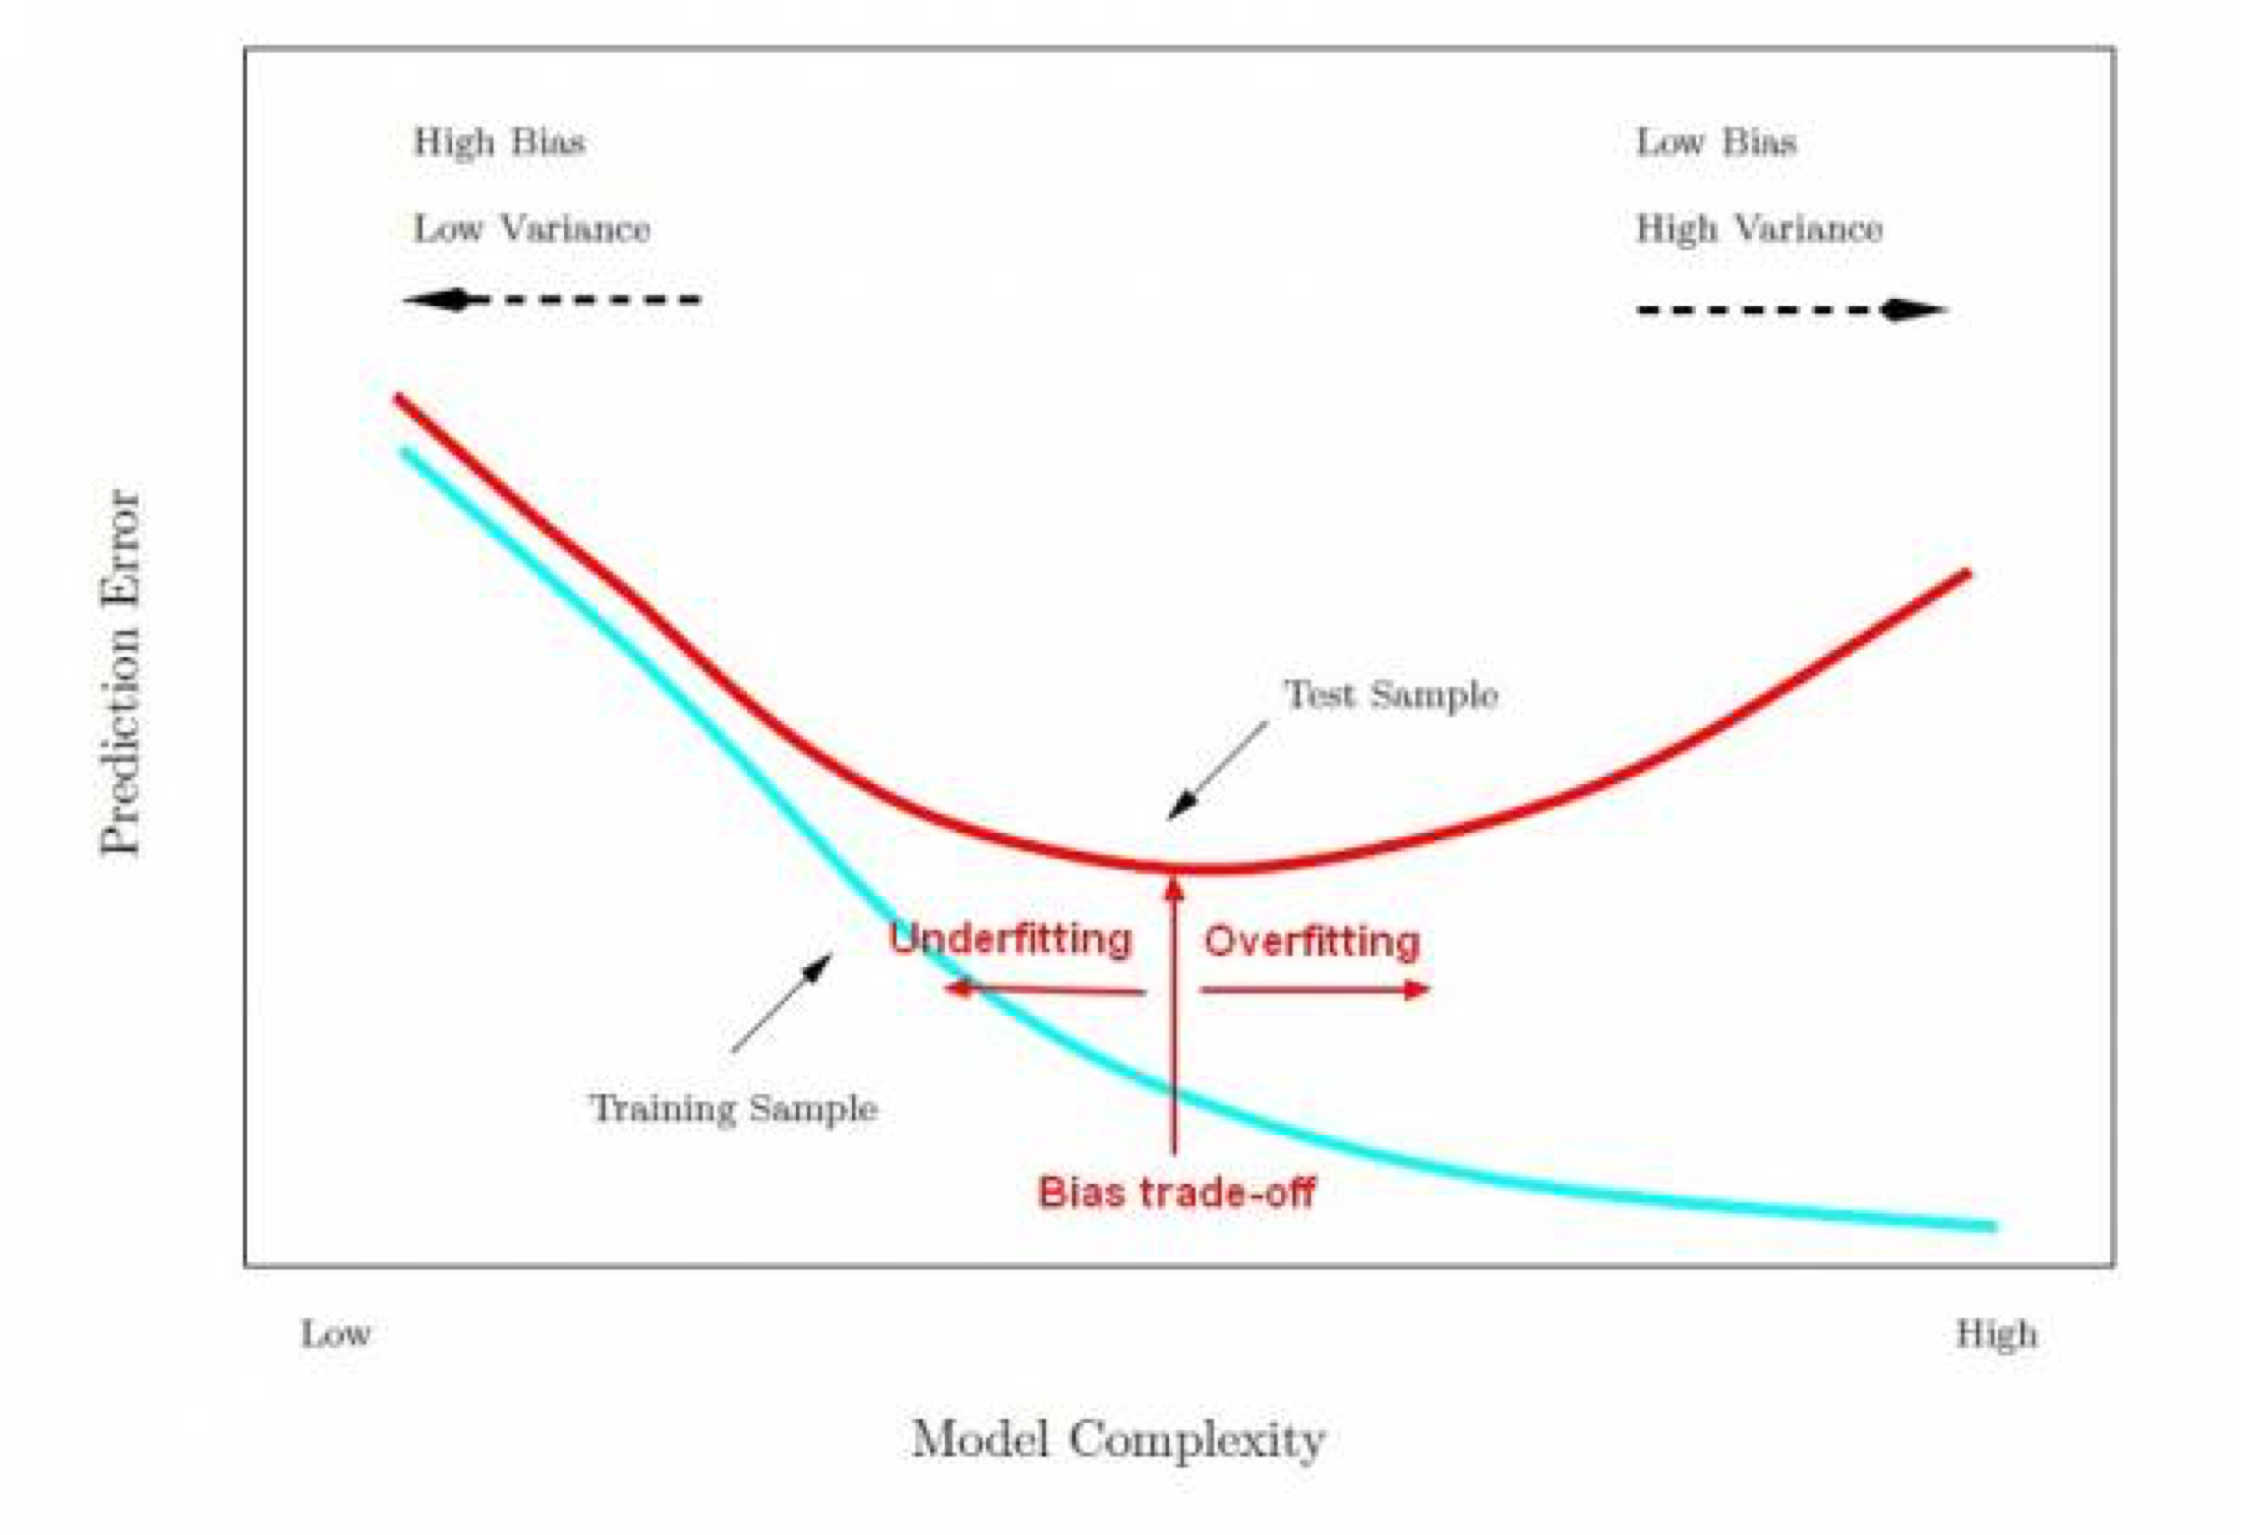 High Bias
Low Variance
Low Bias
High Variance
Prediction Error
Test Sample
Underfitting
Overfitting
Training Sample
Bias trade-off
Low
High
Model Complexity